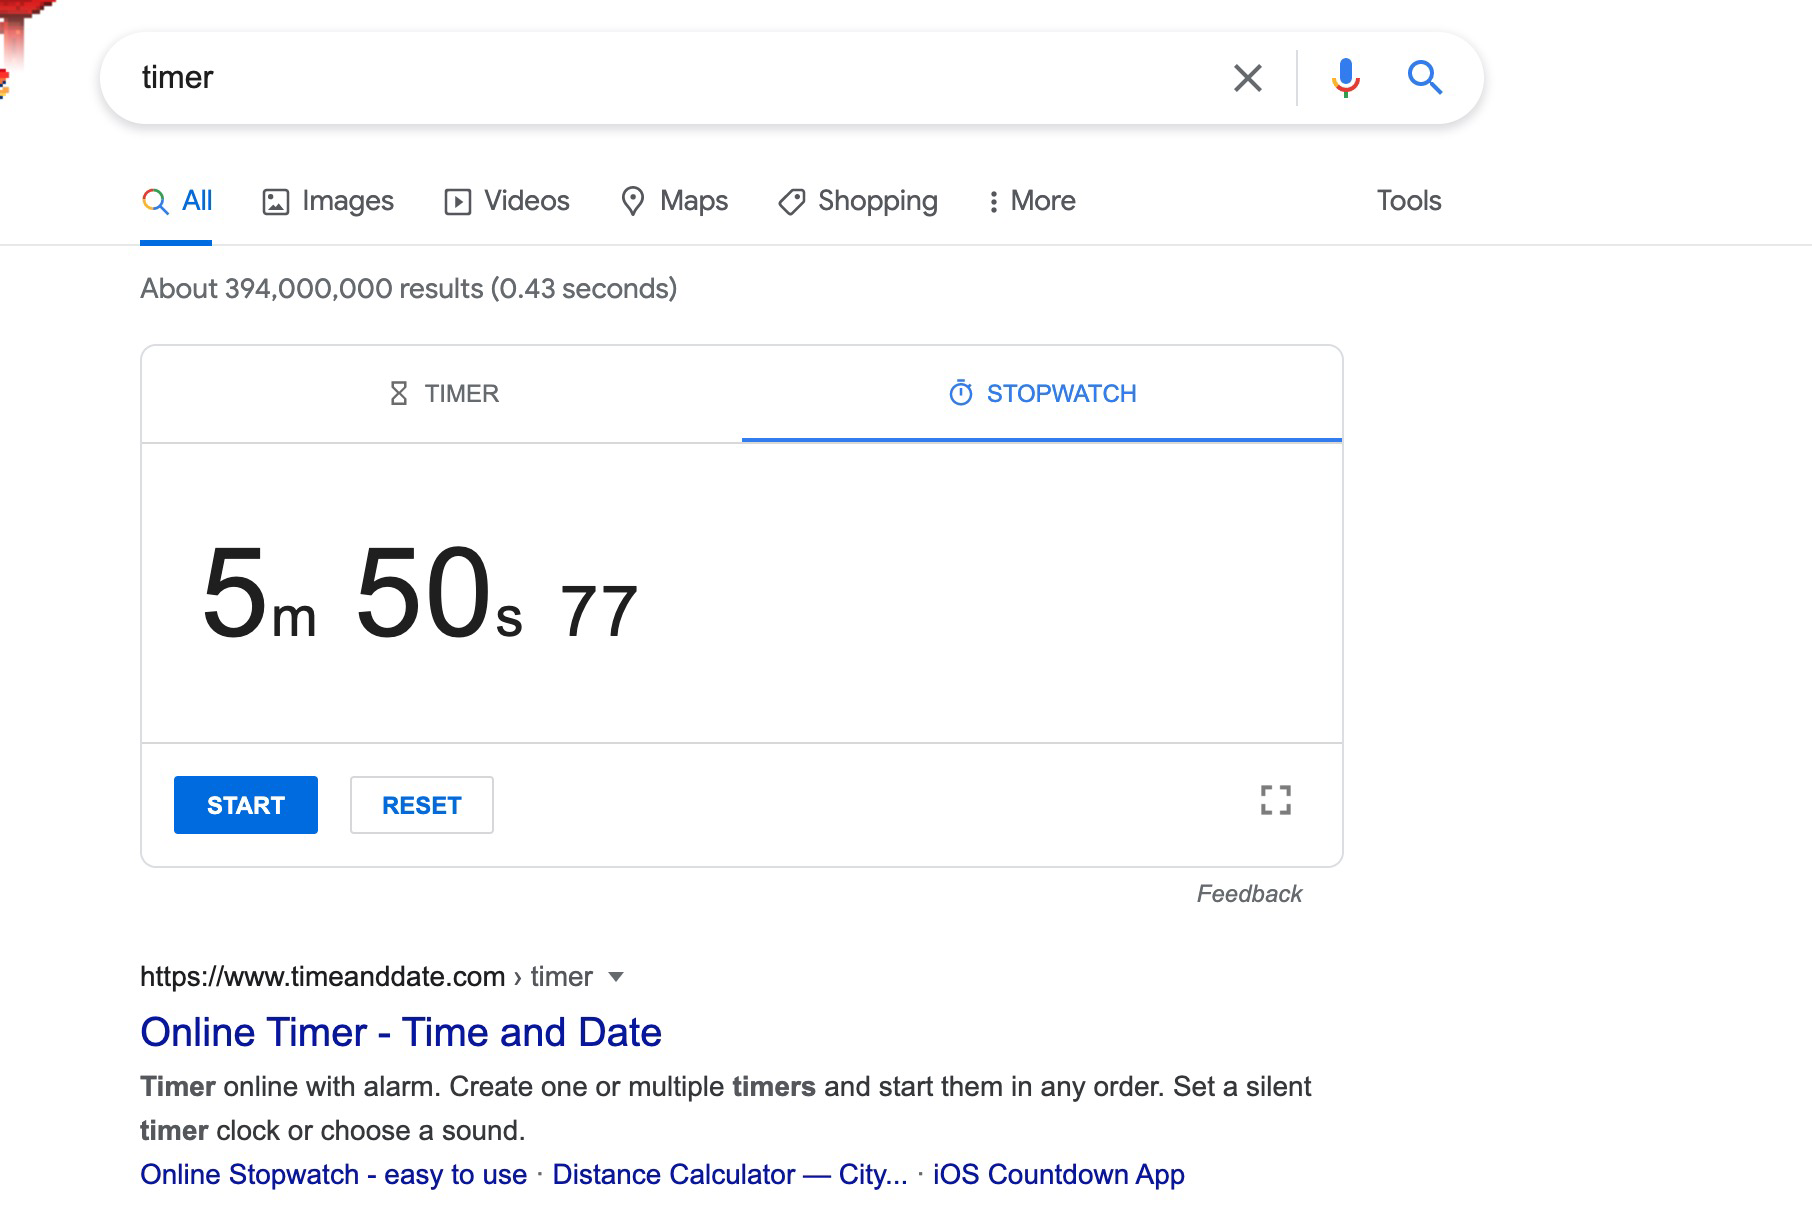 timer
All Images Videos Maps Shopping More Tools
About 394,000,000 results (0.43 seconds)
TIMER STOPWATCH
5m 50s 77
START RESET
Feedback
https://www.timeanddate.com › timer
Online Timer - Time and Date
Timer online with alarm. Create one or multiple timers and start them in any order. Set a silent
timer clock or choose a sound.
Online Stopwatch - easy to use · Distance Calculator — City... · iOS Countdown App